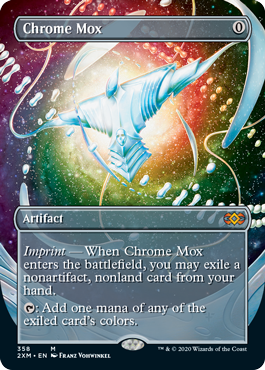 Chrome Mox 0
Artifact
Imprint — When Chrome Mox
enters the battlefield, you may exile a
nonartifact, nonland card from your
hand.
: Add one mana of any of the
exiled card's colors.
358 M
2XM • EN Franz Vohwinkel ™ & © 2020 Wizards of the Coast